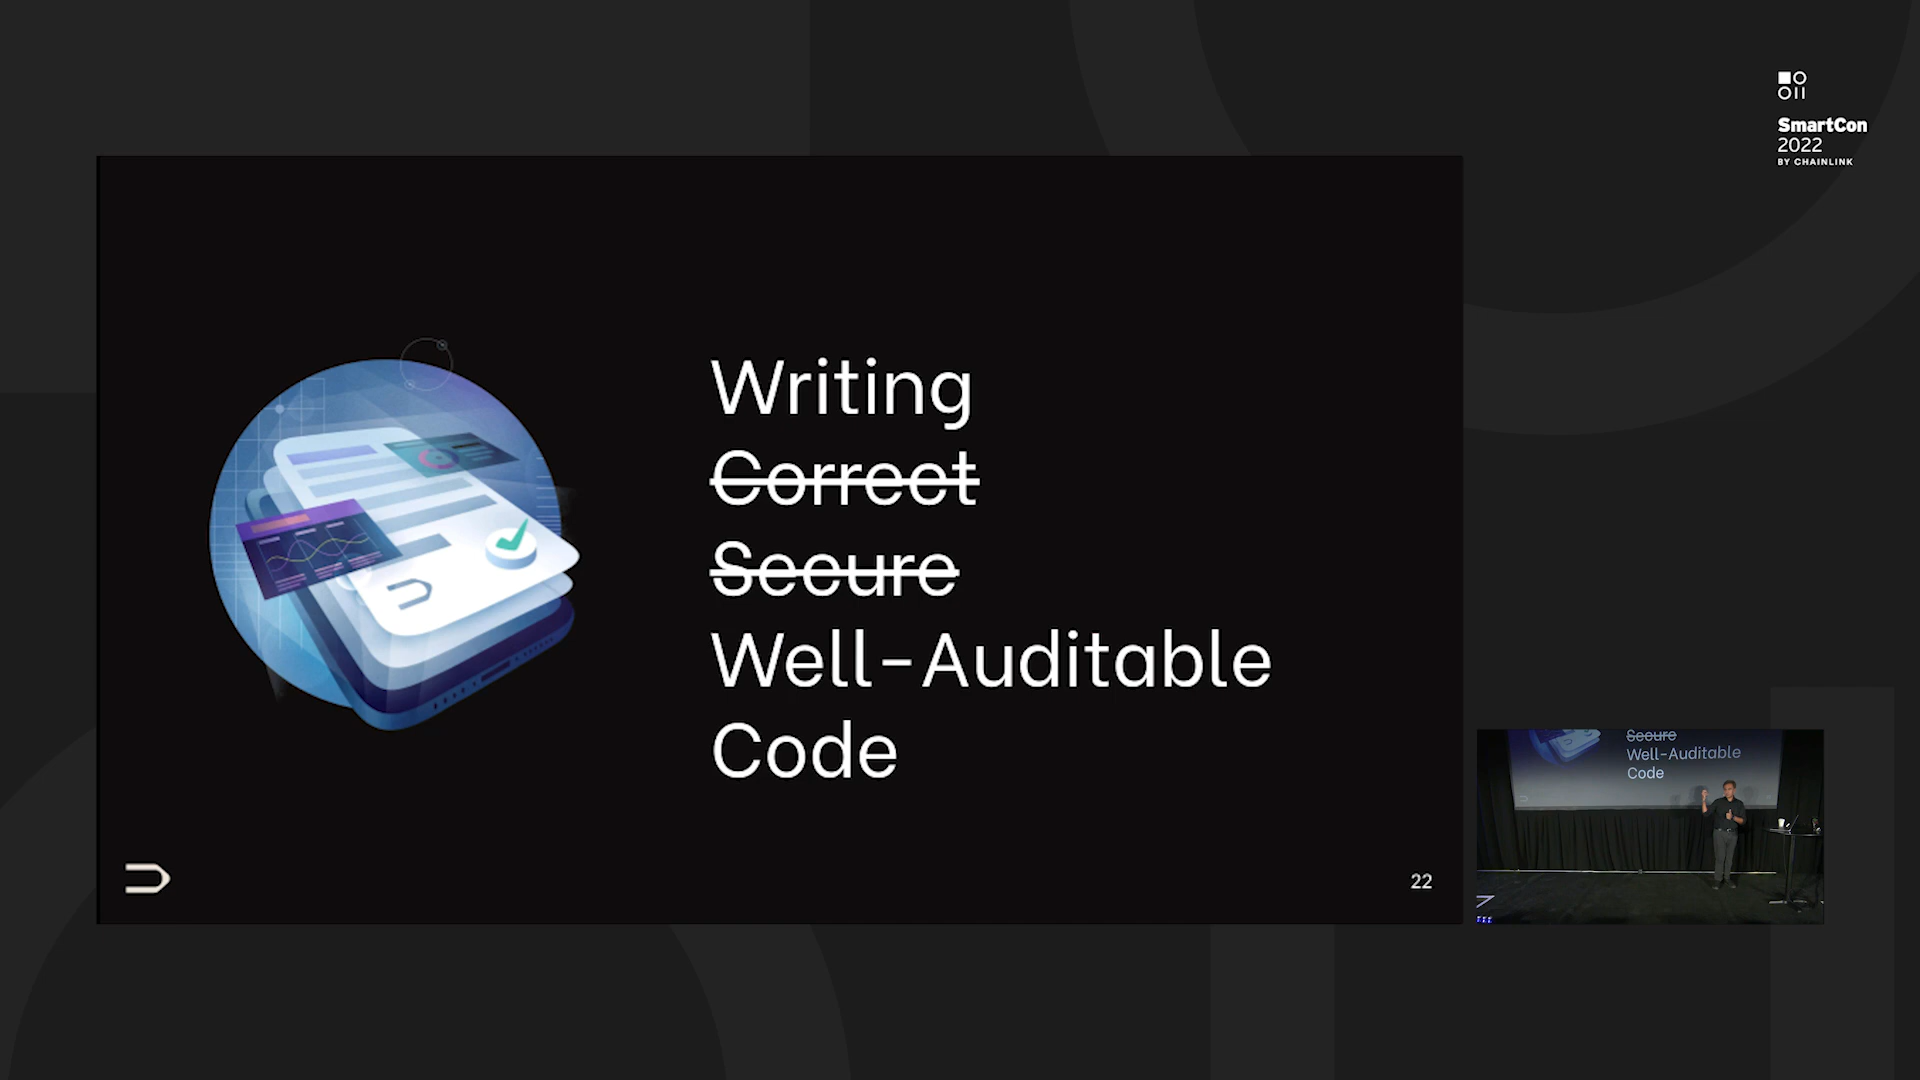 SmartCon
2022
BY CHAINLINK
Writing
Correct
Secure
Well-Auditable
Code
22
Secure
Well-Auditable
Code